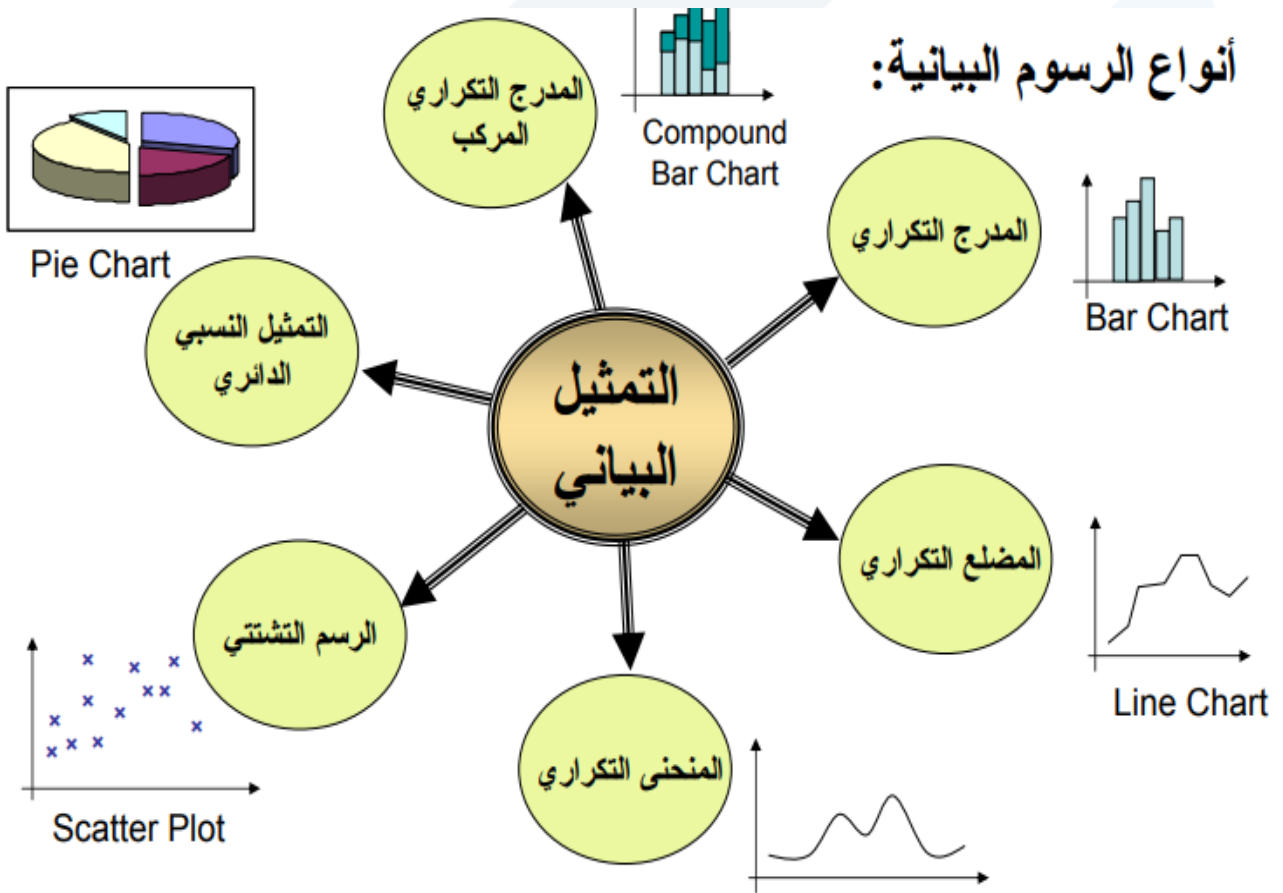 أنواع الرسوم البيانية:
المدرج التكراري
المركب
Compound
Bar Chart
المدرج التكراري
Bar Chart
Pie Chart
التمثيل النسبي
الدائري
التمثيل
البياني
المضلع التكراري
Line Chart
الرسم التشتتي
Scatter Plot
المنحنى التكراري